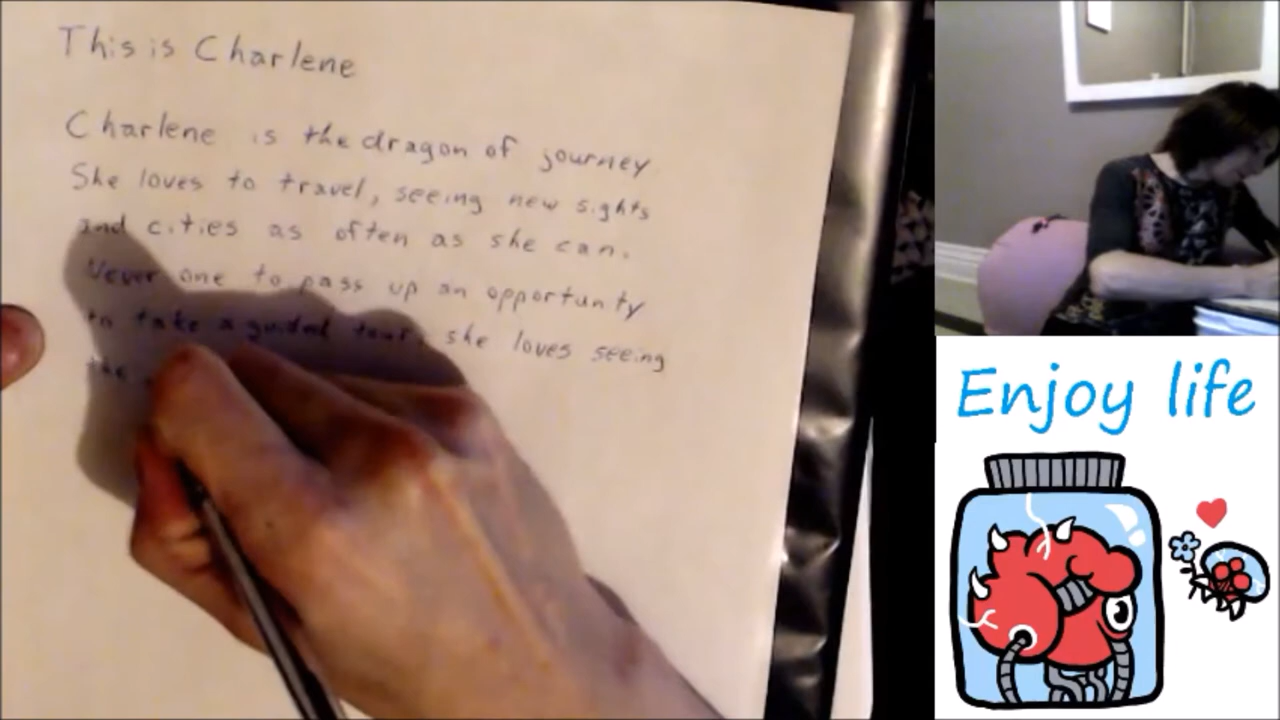 This is Charlene
Charlene is the dragon of journey
She loves to travel, seeing new sights
and cities as often as she can.
Never one to pass up an opportunity
to take a guided tour, she loves seeing
the
Enjoy life